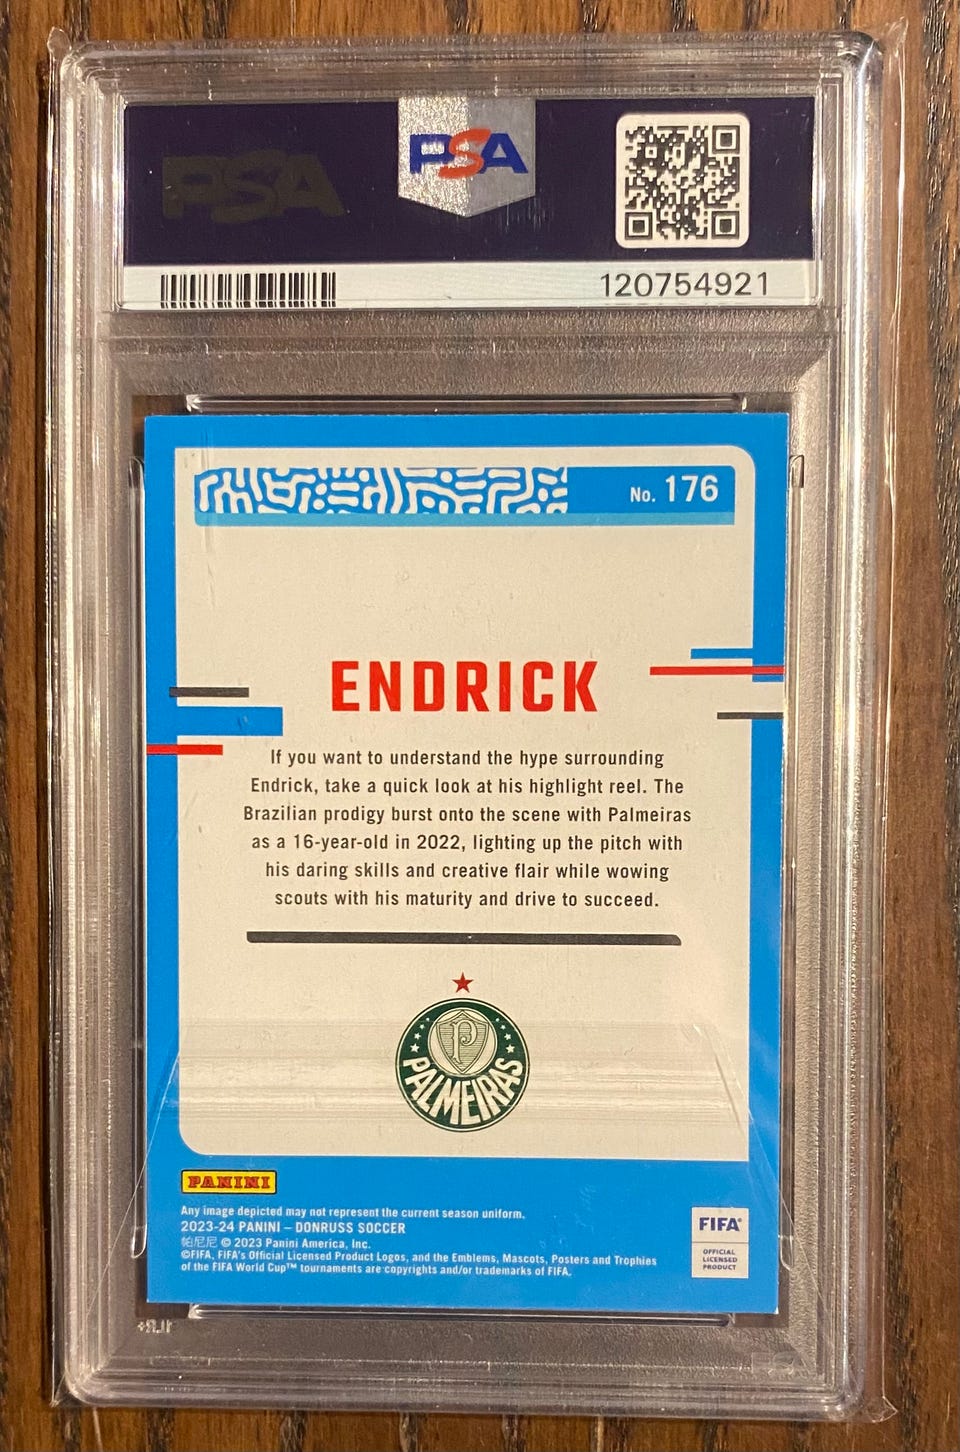 PSA
PSA
120754921
No. 176
ENDRICK
If you want to understand the hype surrounding
Endrick, take a quick look at his highlight reel. The
Brazilian prodigy burst onto the scene with Palmeiras
as a 16-year-old in 2022, lighting up the pitch with
his daring skills and creative flair while wowing
scouts with his maturity and drive to succeed.
P
PALMEIRAS
PANINI
Any image depicted may not represent the current season uniform.
2023-24 PANINI – DONRUSS SOCCER
帕尼尼 © 2023 Panini America, Inc.
©FIFA, FIFA's Official Licensed Product Logos, and the Emblems, Mascots, Posters and Trophies
of the FIFA World Cup™ tournaments are copyrights and/or trademarks of FIFA.
FIFA®
OFFICIAL
LICENSED
PRODUCT